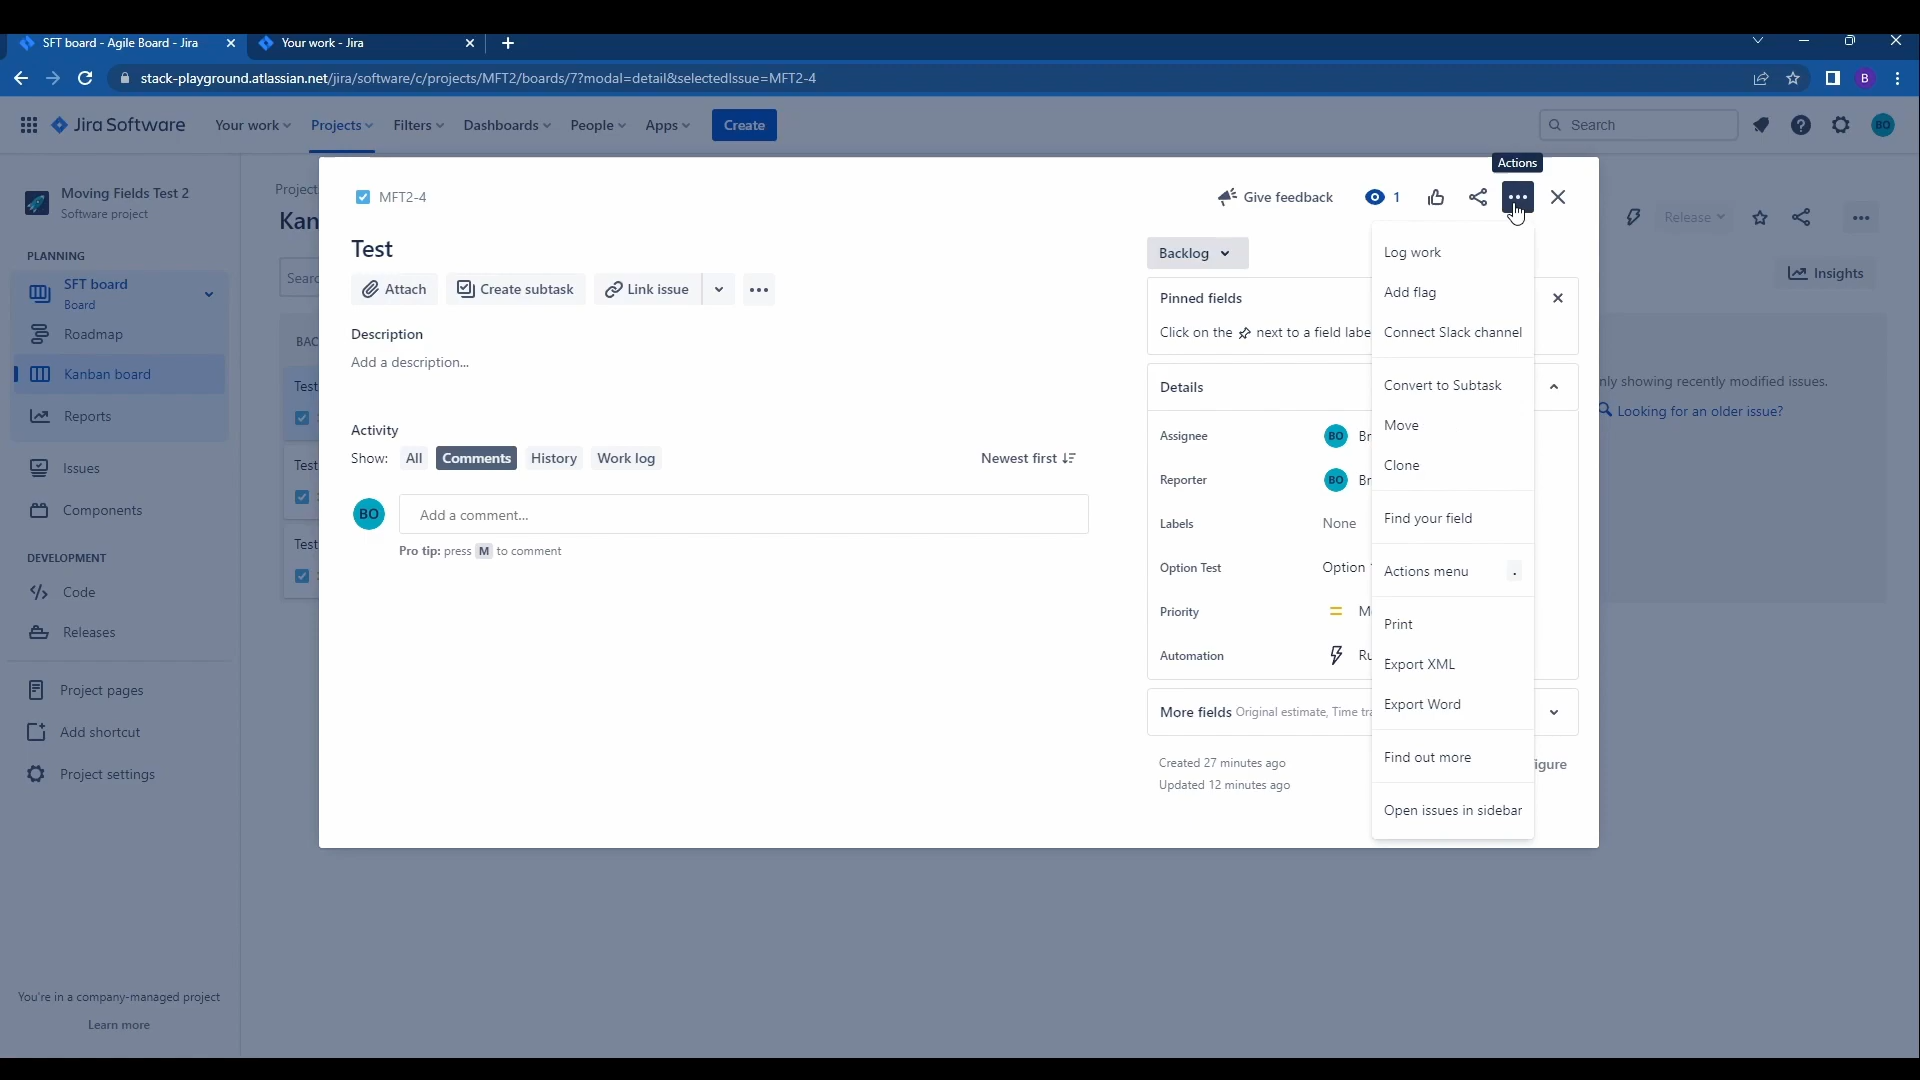 SFT board - Agile Board - Jira
Your work - Jira
stack-playground.atlassian.net/jira/software/c/projects/MFT2/boards/7?modal=detail&selectedIssue=MFT2-4
B
Jira Software
Your work
Projects
Filters
Dashboards
People
Apps
Create
Search
BO
Moving Fields Test 2
Software project
PLANNING
SFT board
Board
Roadmap
Kanban board
Reports
Issues
Components
DEVELOPMENT
Code
Releases
Project pages
Add shortcut
Project settings
You're in a company-managed project
Learn more
Project
Kan
Sear
BAC
Test
Test
Test
Release
Insights
only showing recently modified issues.
Looking for an older issue?
MFT2-4
Give feedback
1
Actions
Test
Attach
Create subtask
Link issue
Description
Add a description...
Activity
Show:
All
Comments
History
Work log
Newest first
BO
Add a comment...
Pro tip: press M to comment
Backlog
Pinned fields
Click on the next to a field labe
Details
Assignee
BO Br
Reporter
BO Br
Labels
None
Option Test
Option
Priority
M
Automation
Ru
More fields Original estimate, Time tra
Created 27 minutes ago
Updated 12 minutes ago
igure
Log work
Add flag
Connect Slack channel
Convert to Subtask
Move
Clone
Find your field
Actions menu .
Print
Export XML
Export Word
Find out more
Open issues in sidebar